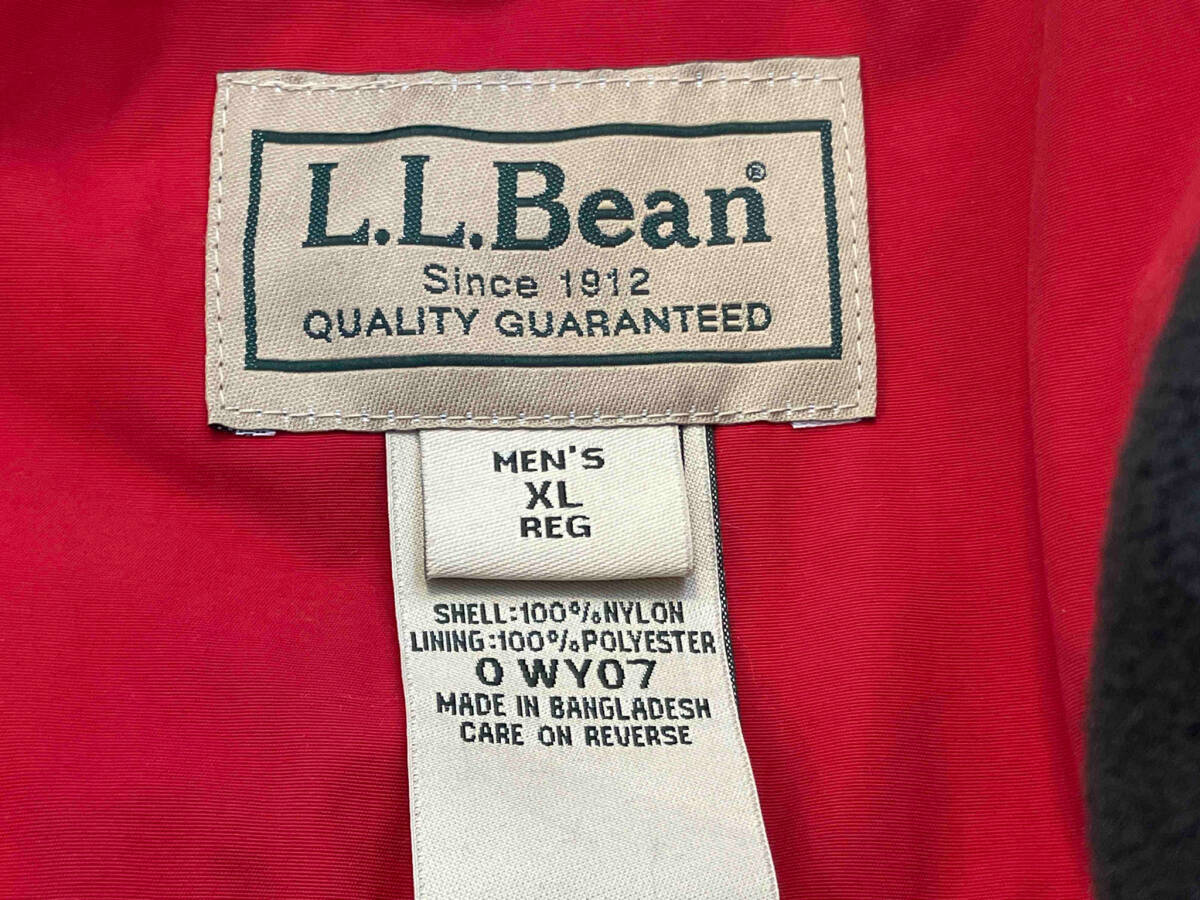 L.L.Bean®
Since 1912
QUALITY GUARANTEED
MEN'S
XL
REG
SHELL:100%NYLON
LINING:100%POLYESTER
0 WY07
MADE IN BANGLADESH
CARE ON REVERSE